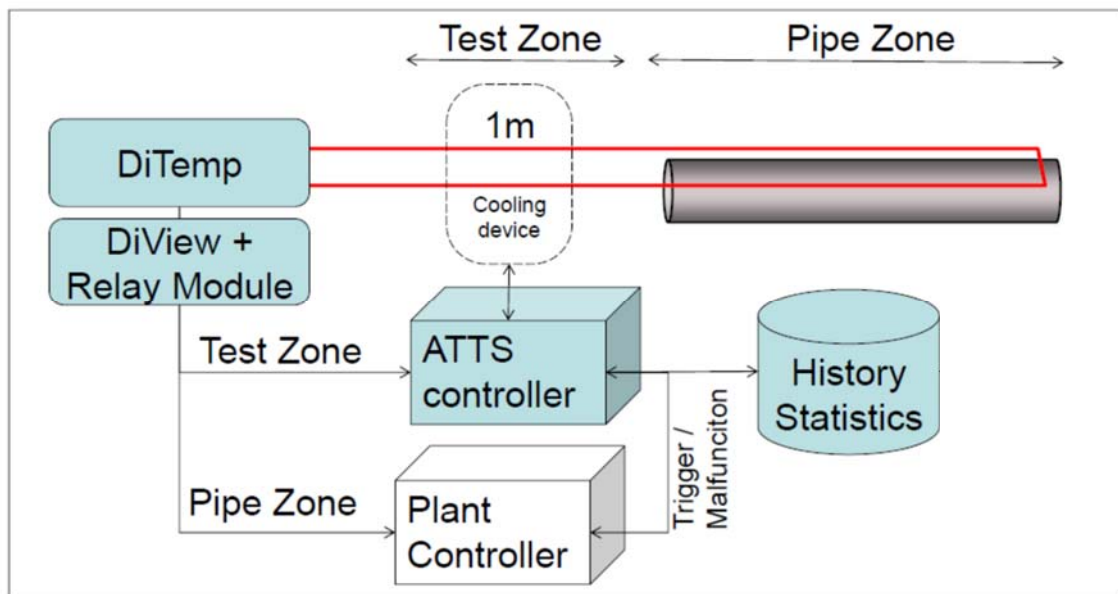 Test Zone
Pipe Zone
1m
DiTemp
Cooling
device
DiView +
Relay Module
Test Zone
ATTS
controller
History
Statistics
Trigger /
Malfunciton
Pipe Zone
Plant
Controller